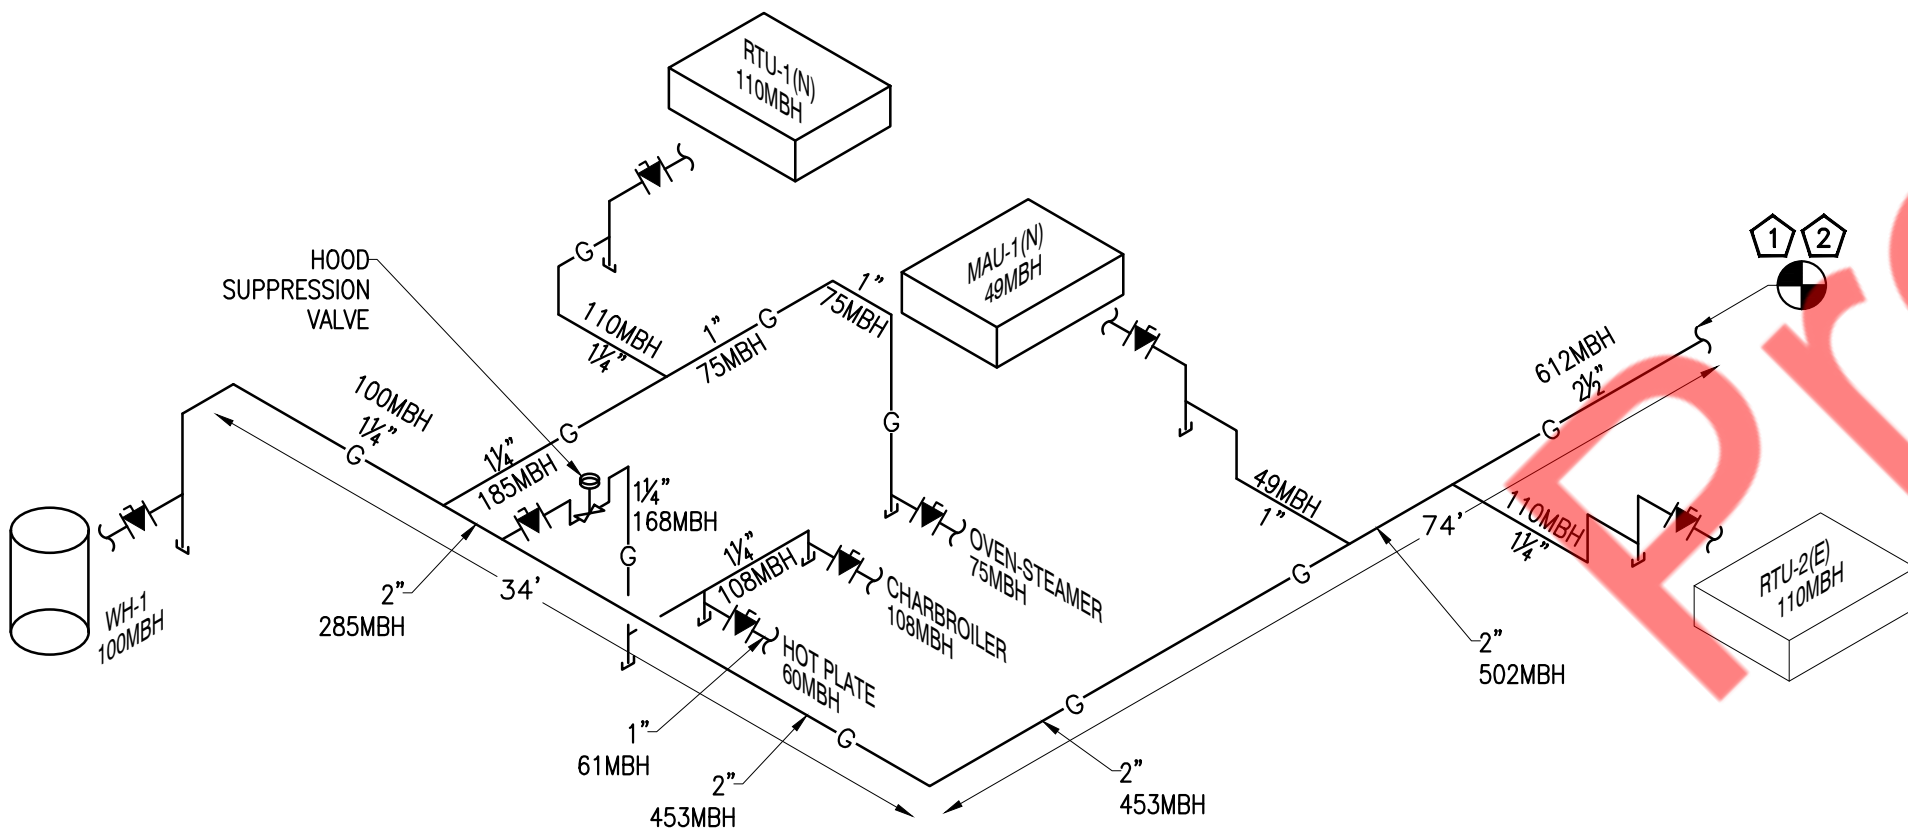 RTU-1(N)
110MBH
HOOD
SUPPRESSION
VALVE
G
110MBH
1¼"
1"
75MBH
G
1"
75MBH
MAU-1(N)
49MBH
1
2
612MBH
2½"
G
100MBH
1¼"
G
1¼"
185MBH
G
1¼"
168MBH
G
G
49MBH
1"
74'
110MBH
1¼"
RTU-2(E)
110MBH
WH-1
100MBH
2"
285MBH
34'
1¼"
108MBH
OVEN-STEAMER
75MBH
CHARBROILER
108MBH
HOT PLATE
60MBH
G
2"
502MBH
1"
61MBH
2"
453MBH
G
G
2"
453MBH
Pr